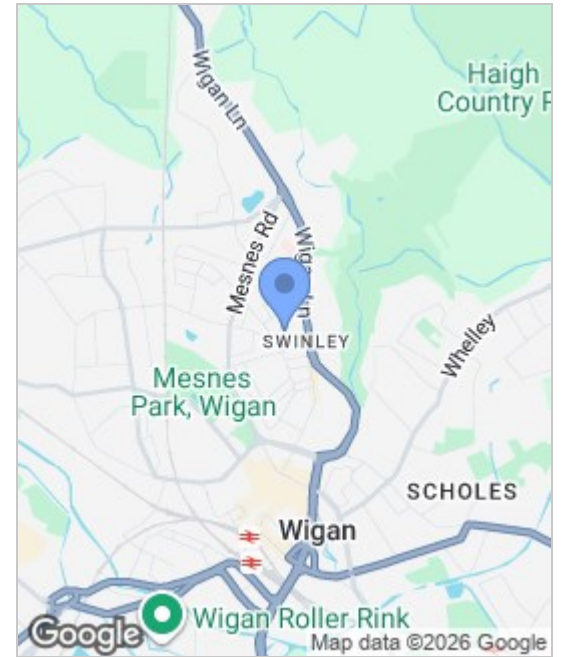 Wigan Ln
Haigh
Country P
Mesnes Rd
Wigan Ln
SWINLEY
Whelley
Mesnes
Park, Wigan
SCHOLES
Wigan
Wigan Roller Rink
Google
Map data ©2026 Google